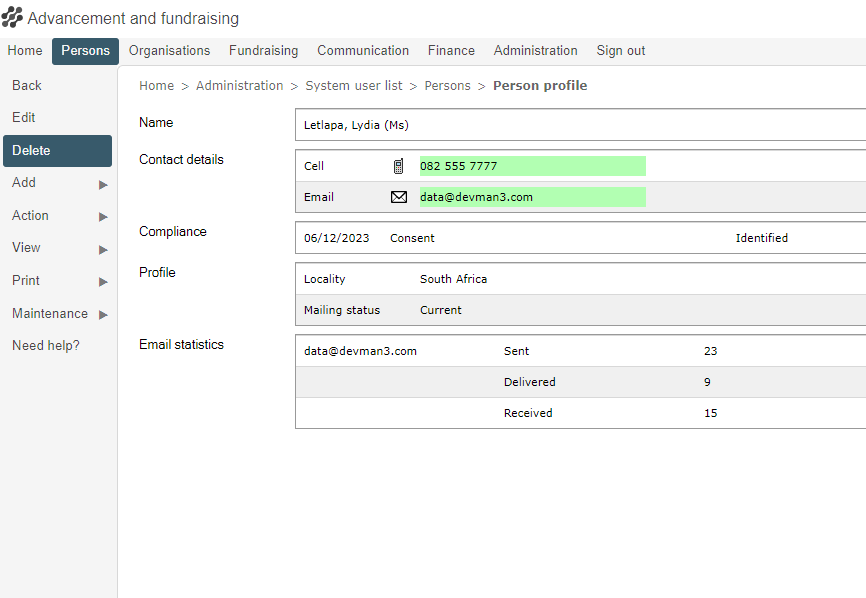 Advancement and fundraising
Home Persons Organisations Fundraising Communication Finance Administration Sign out
Back
Edit
Delete
Add
Action
View
Print
Maintenance
Need help?
Home > Administration > System user list > Persons > Person profile
Name Letlapa, Lydia (Ms)
Contact details
Cell 082 555 7777
Email data@devman3.com
Compliance
06/12/2023 Consent Identified
Profile
Locality South Africa
Mailing status Current
Email statistics
data@devman3.com Sent 23
Delivered 9
Received 15